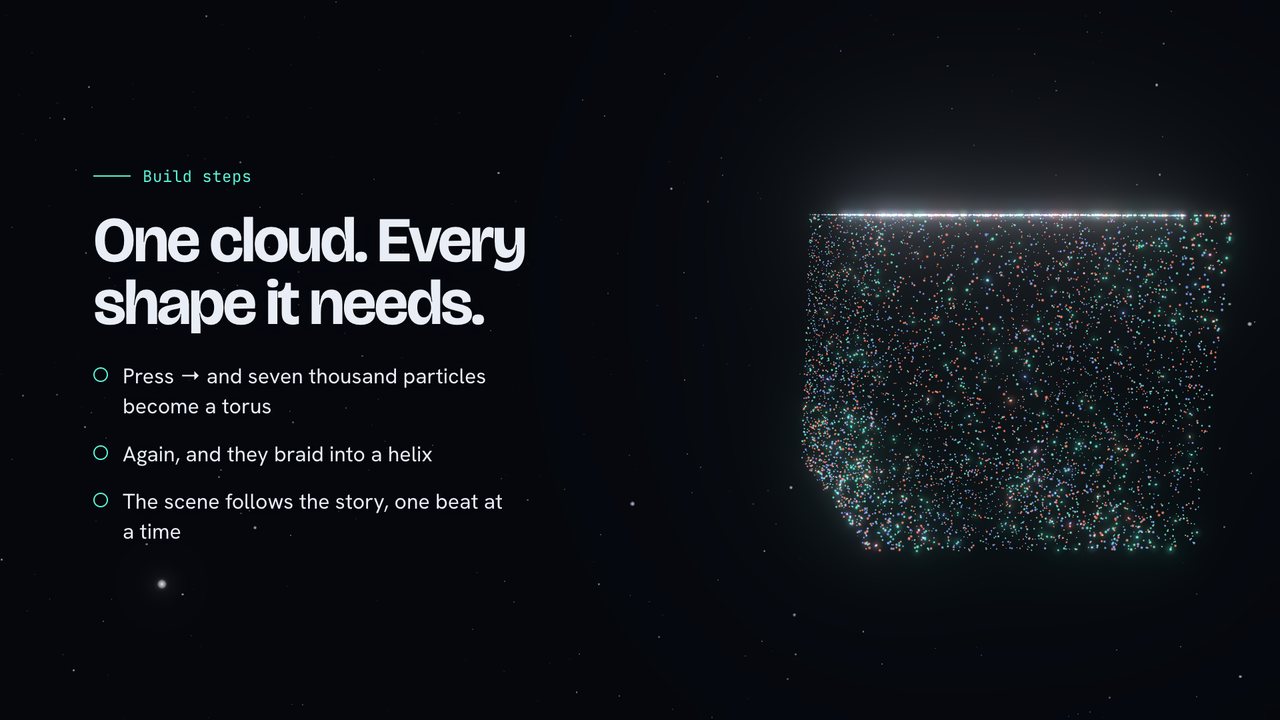 Build steps
One cloud. Every
shape it needs.
Press → and seven thousand particles
become a torus
Again, and they braid into a helix
The scene follows the story, one beat at
a time